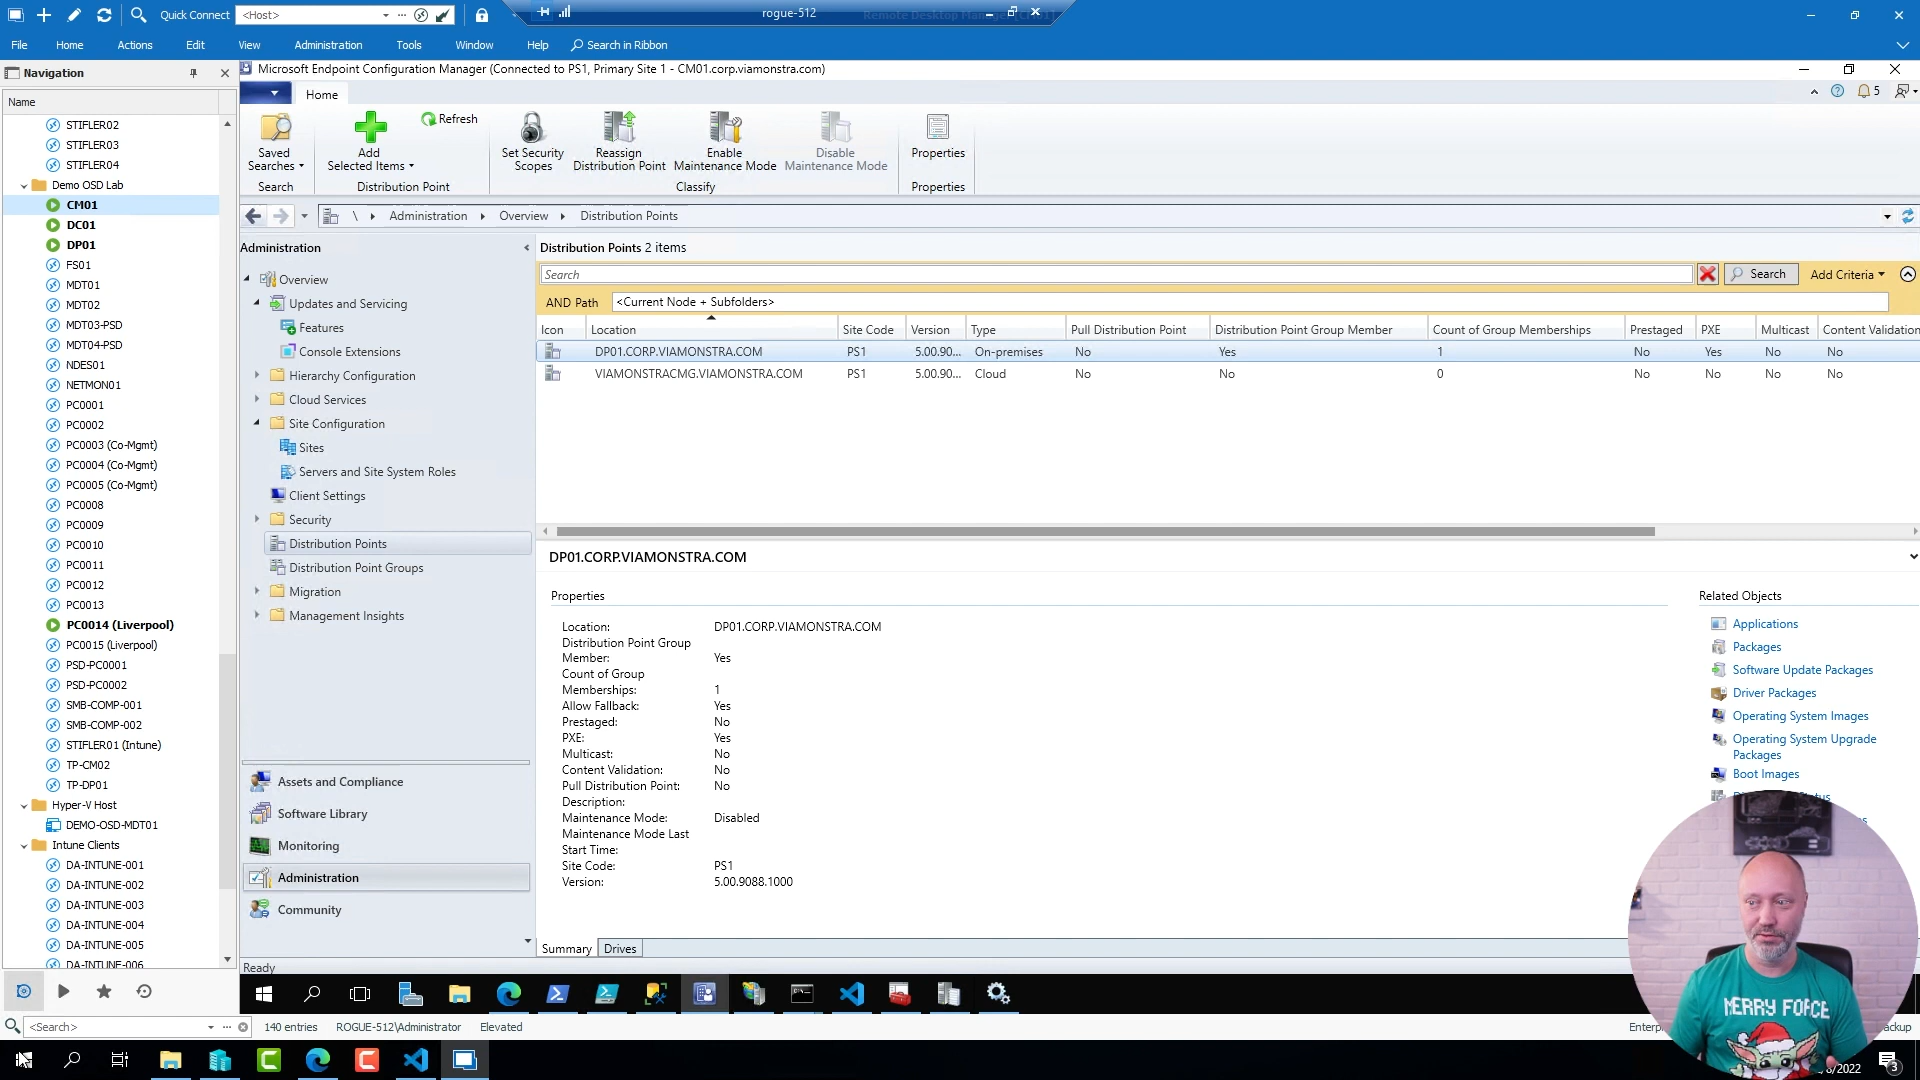 Quick Connect
<Host>
rogue-512
Remote Desktop Manager [CM01]
File
Home
Actions
Edit
View
Administration
Tools
Window
Help
Search in Ribbon
Navigation
Name
STIFLER02
STIFLER03
STIFLER04
Demo OSD Lab
CM01
DC01
DP01
FS01
MDT01
MDT02
MDT03-PSD
MDT04-PSD
NDES01
NETMON01
PC0001
PC0002
PC0003 (Co-Mgmt)
PC0004 (Co-Mgmt)
PC0005 (Co-Mgmt)
PC0008
PC0009
PC0010
PC0011
PC0012
PC0013
PC0014 (Liverpool)
PC0015 (Liverpool)
PSD-PC0001
PSD-PC0002
SMB-COMP-001
SMB-COMP-002
STIFLER01 (Intune)
TP-CM02
TP-DP01
Hyper-V Host
DEMO-OSD-MDT01
Intune Clients
DA-INTUNE-001
DA-INTUNE-002
DA-INTUNE-003
DA-INTUNE-004
DA-INTUNE-005
DA-INTUNE-006
<Search>
140 entries
ROGUE-512\Administrator
Elevated
Microsoft Endpoint Configuration Manager (Connected to PS1, Primary Site 1 - CM01.corp.viamonstra.com)
Home
5
Saved
Searches
Search
Add
Selected Items
Refresh
Distribution Point
Set Security
Scopes
Reassign
Distribution Point
Enable
Maintenance Mode
Disable
Maintenance Mode
Classify
Properties
Properties
\ Administration Overview Distribution Points
Administration
Overview
Updates and Servicing
Features
Console Extensions
Hierarchy Configuration
Cloud Services
Site Configuration
Sites
Servers and Site System Roles
Client Settings
Security
Distribution Points
Distribution Point Groups
Migration
Management Insights
Assets and Compliance
Software Library
Monitoring
Administration
Community
Ready
Distribution Points 2 items
Search
Search
Add Criteria
AND Path
<Current Node + Subfolders>
Icon Location Site Code Version Type Pull Distribution Point Distribution Point Group Member Count of Group Memberships Prestaged PXE Multicast Content Validation
DP01.CORP.VIAMONSTRA.COM PS1 5.00.90... On-premises No Yes 1 No Yes No No
VIAMONSTRACMG.VIAMONSTRA.COM PS1 5.00.90... Cloud No No 0 No No No No
DP01.CORP.VIAMONSTRA.COM
Properties
Location: DP01.CORP.VIAMONSTRA.COM
Distribution Point Group
Member: Yes
Count of Group
Memberships: 1
Allow Fallback: Yes
Prestaged: No
PXE: Yes
Multicast: No
Content Validation: No
Pull Distribution Point: No
Description:
Maintenance Mode: Disabled
Maintenance Mode Last
Start Time:
Site Code: PS1
Version: 5.00.9088.1000
Related Objects
Applications
Packages
Software Update Packages
Driver Packages
Operating System Images
Operating System Upgrade
Packages
Boot Images
Summary
Drives
MERRY FORCE
3